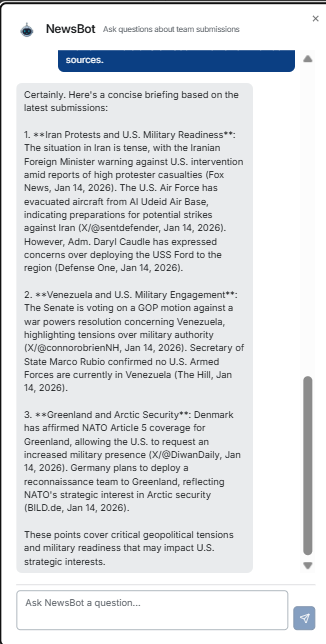 NewsBot Ask questions about team submissions
×
sources.
Certainly. Here's a concise briefing based on the
latest submissions:
1. **Iran Protests and U.S. Military Readiness**:
The situation in Iran is tense, with the Iranian
Foreign Minister warning against U.S. intervention
amid reports of high protester casualties (Fox
News, Jan 14, 2026). The U.S. Air Force has
evacuated aircraft from Al Udeid Air Base,
indicating preparations for potential strikes
against Iran (X/@sentdefender, Jan 14, 2026).
However, Adm. Daryl Caudle has expressed
concerns over deploying the USS Ford to the
region (Defense One, Jan 14, 2026).
2. **Venezuela and U.S. Military Engagement**:
The Senate is voting on a GOP motion against a
war powers resolution concerning Venezuela,
highlighting tensions over military authority
(X/@connorobrienNH, Jan 14, 2026). Secretary of
State Marco Rubio confirmed no U.S. Armed
Forces are currently in Venezuela (The Hill, Jan
14, 2026).
3. **Greenland and Arctic Security**: Denmark
has affirmed NATO Article 5 coverage for
Greenland, allowing the U.S. to request an
increased military presence (X/@DiwanDaily, Jan
14, 2026). Germany plans to deploy a
reconnaissance team to Greenland, reflecting
NATO's strategic interest in Arctic security
(BILD.de, Jan 14, 2026).
These points cover critical geopolitical tensions
and military readiness that may impact U.S.
strategic interests.
Ask NewsBot a question...